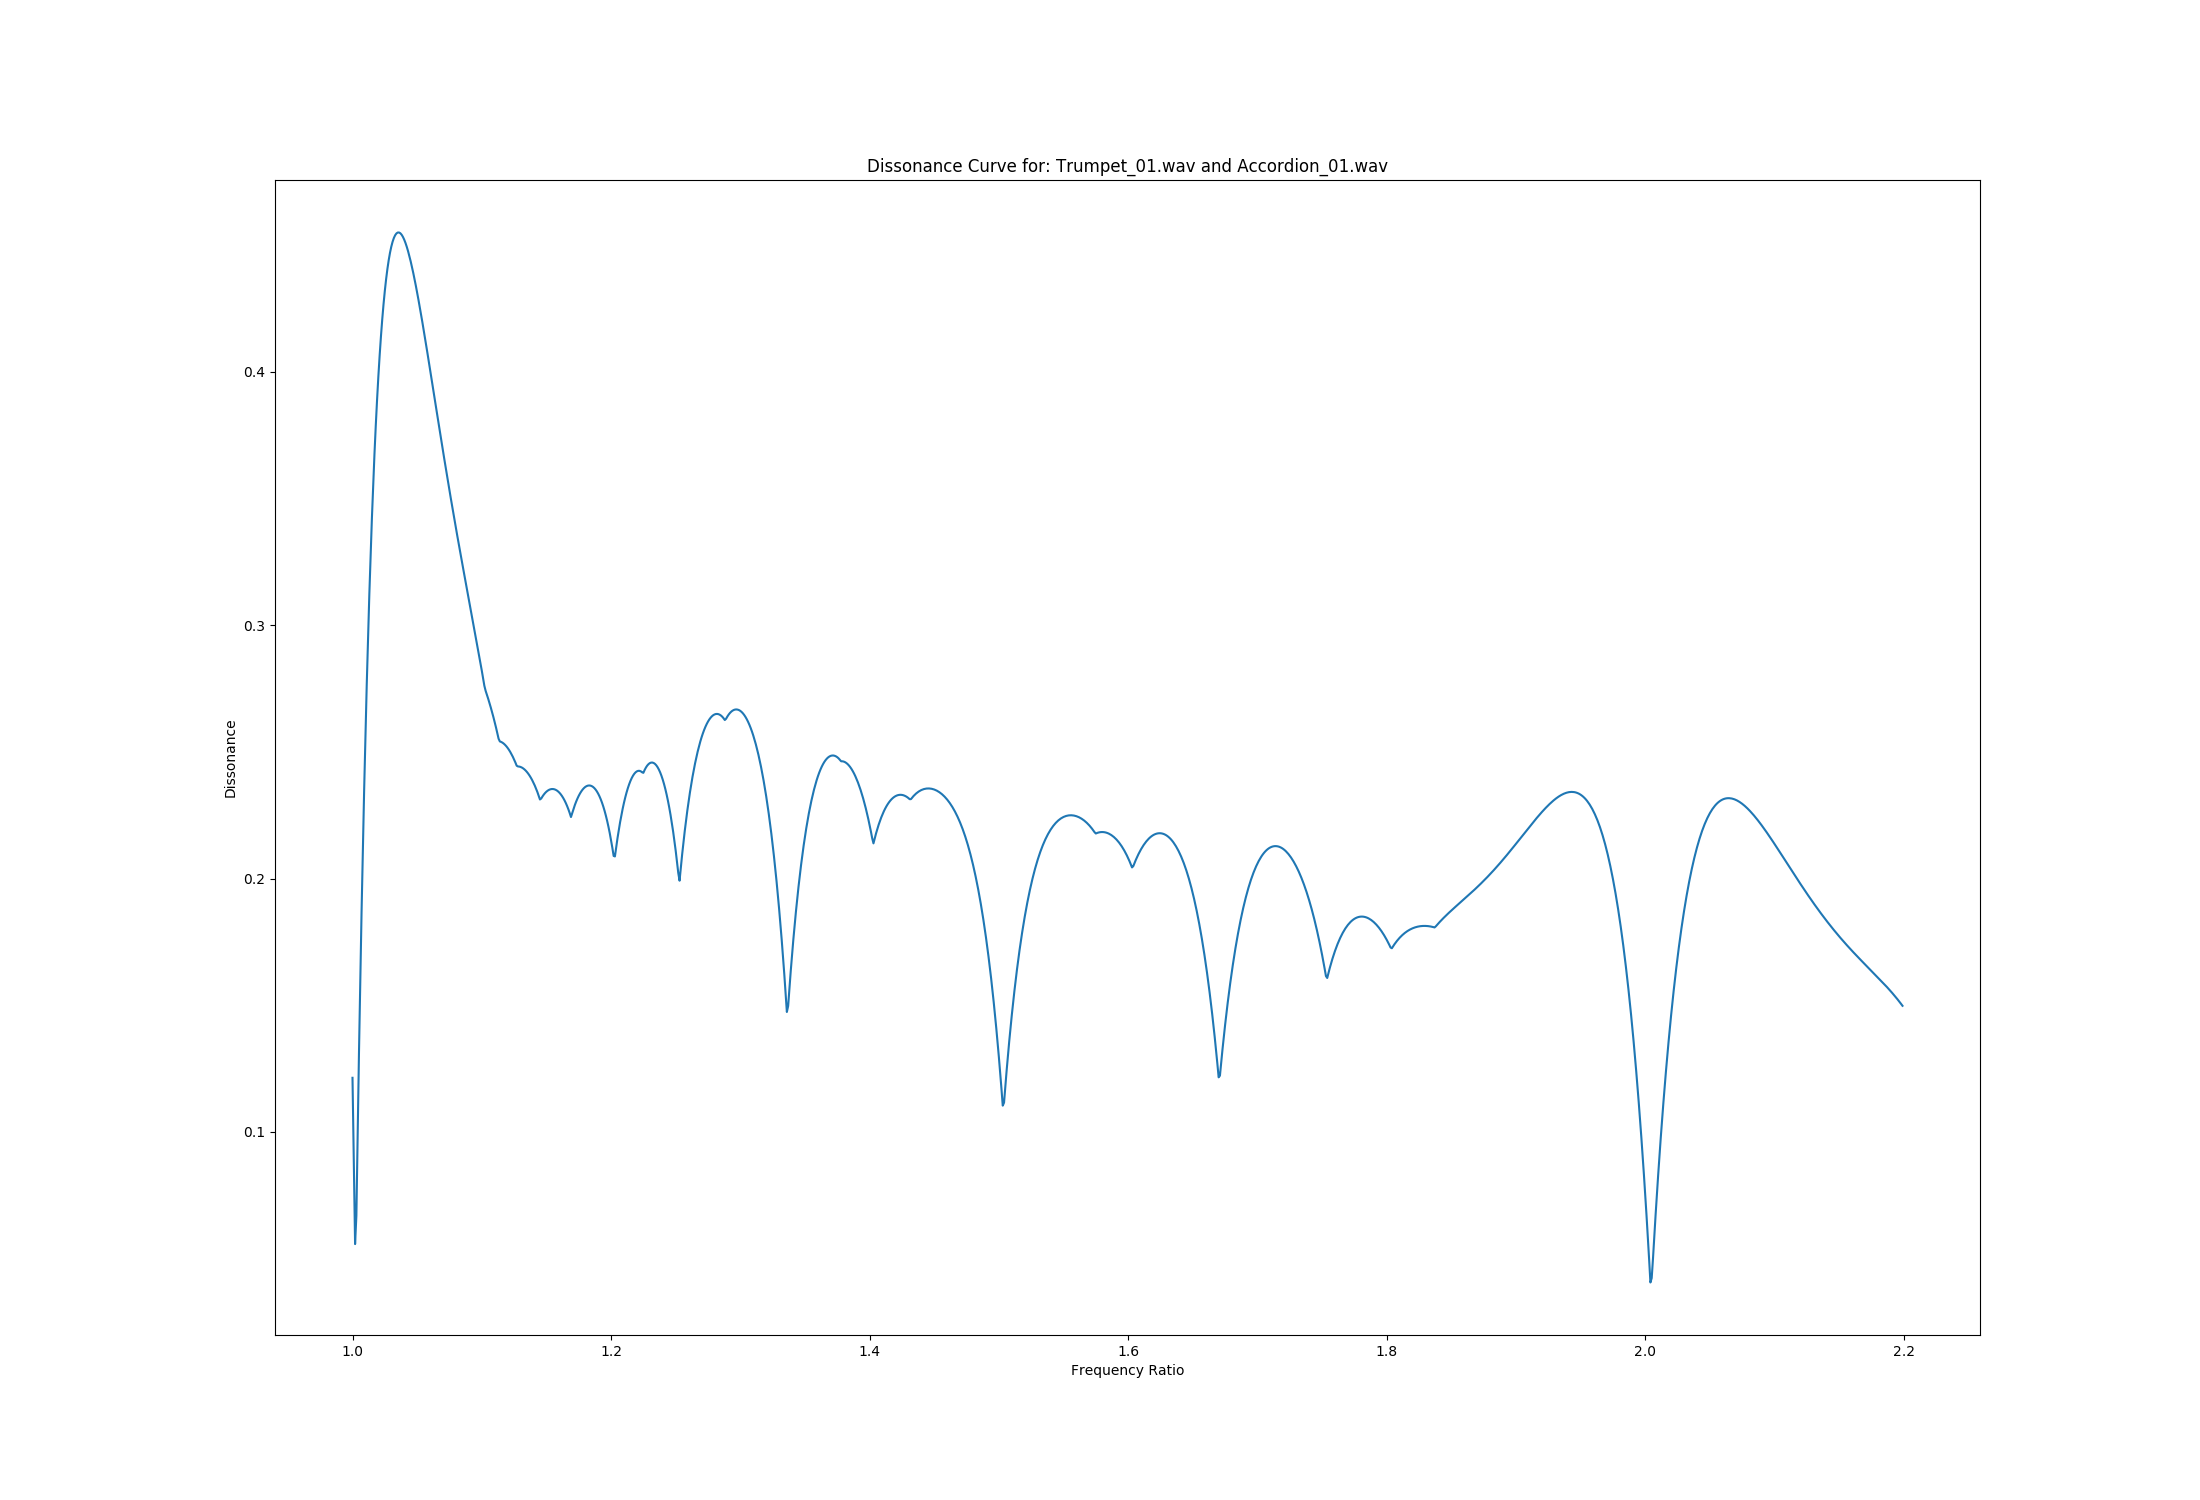 Dissonance Curve for: Trumpet_01.wav and Accordion_01.wav
Dissonance
0.4
0.3
0.2
0.1
1.0 1.2 1.4 1.6 1.8 2.0 2.2
Frequency Ratio